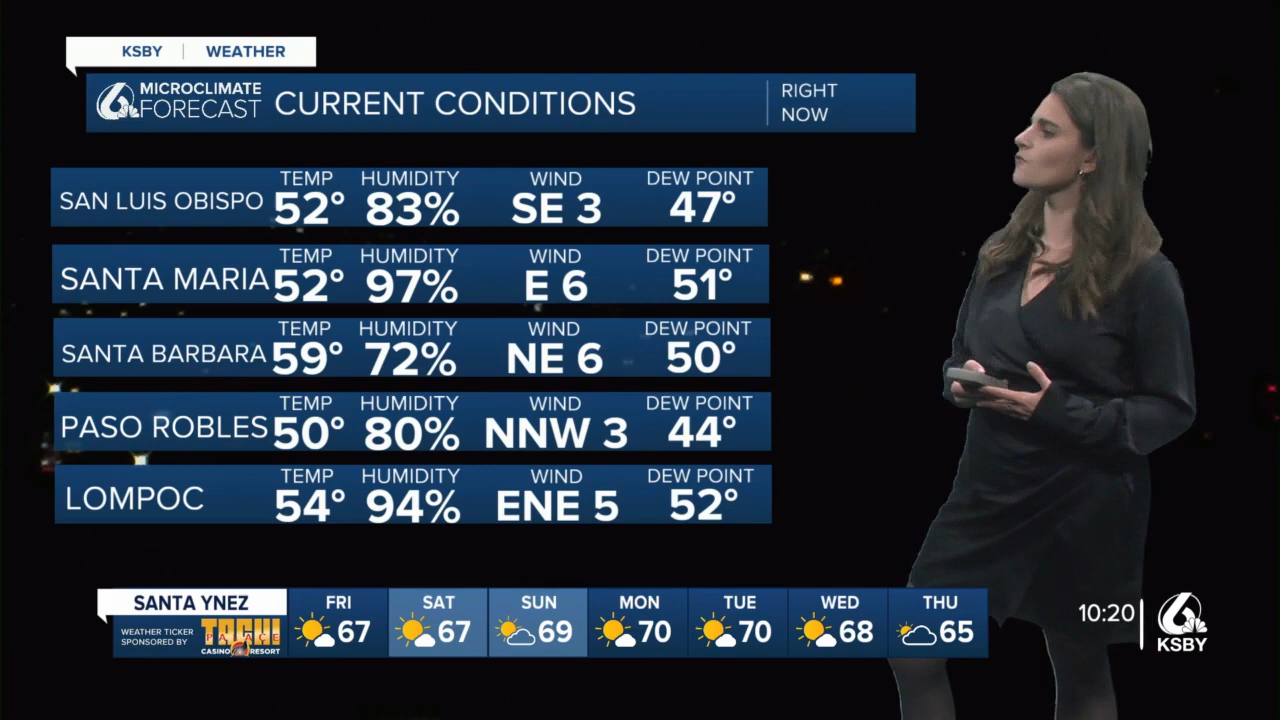 KSBY | WEATHER
6 MICROCLIMATE FORECAST CURRENT CONDITIONS RIGHT NOW
TEMP HUMIDITY WIND DEW POINT
SAN LUIS OBISPO 52° 83% SE 3 47°
TEMP HUMIDITY WIND DEW POINT
SANTA MARIA 52° 97% E 6 51°
TEMP HUMIDITY WIND DEW POINT
SANTA BARBARA 59° 72% NE 6 50°
TEMP HUMIDITY WIND DEW POINT
PASO ROBLES 50° 80% NNW 3 44°
TEMP HUMIDITY WIND DEW POINT
LOMPOC 54° 94% ENE 5 52°
SANTA YNEZ FRI SAT SUN MON TUE WED THU
WEATHER TICKER SPONSORED BY TACHI PALACE CASINO RESORT 67 67 69 70 70 68 65
10:20 6 KSBY